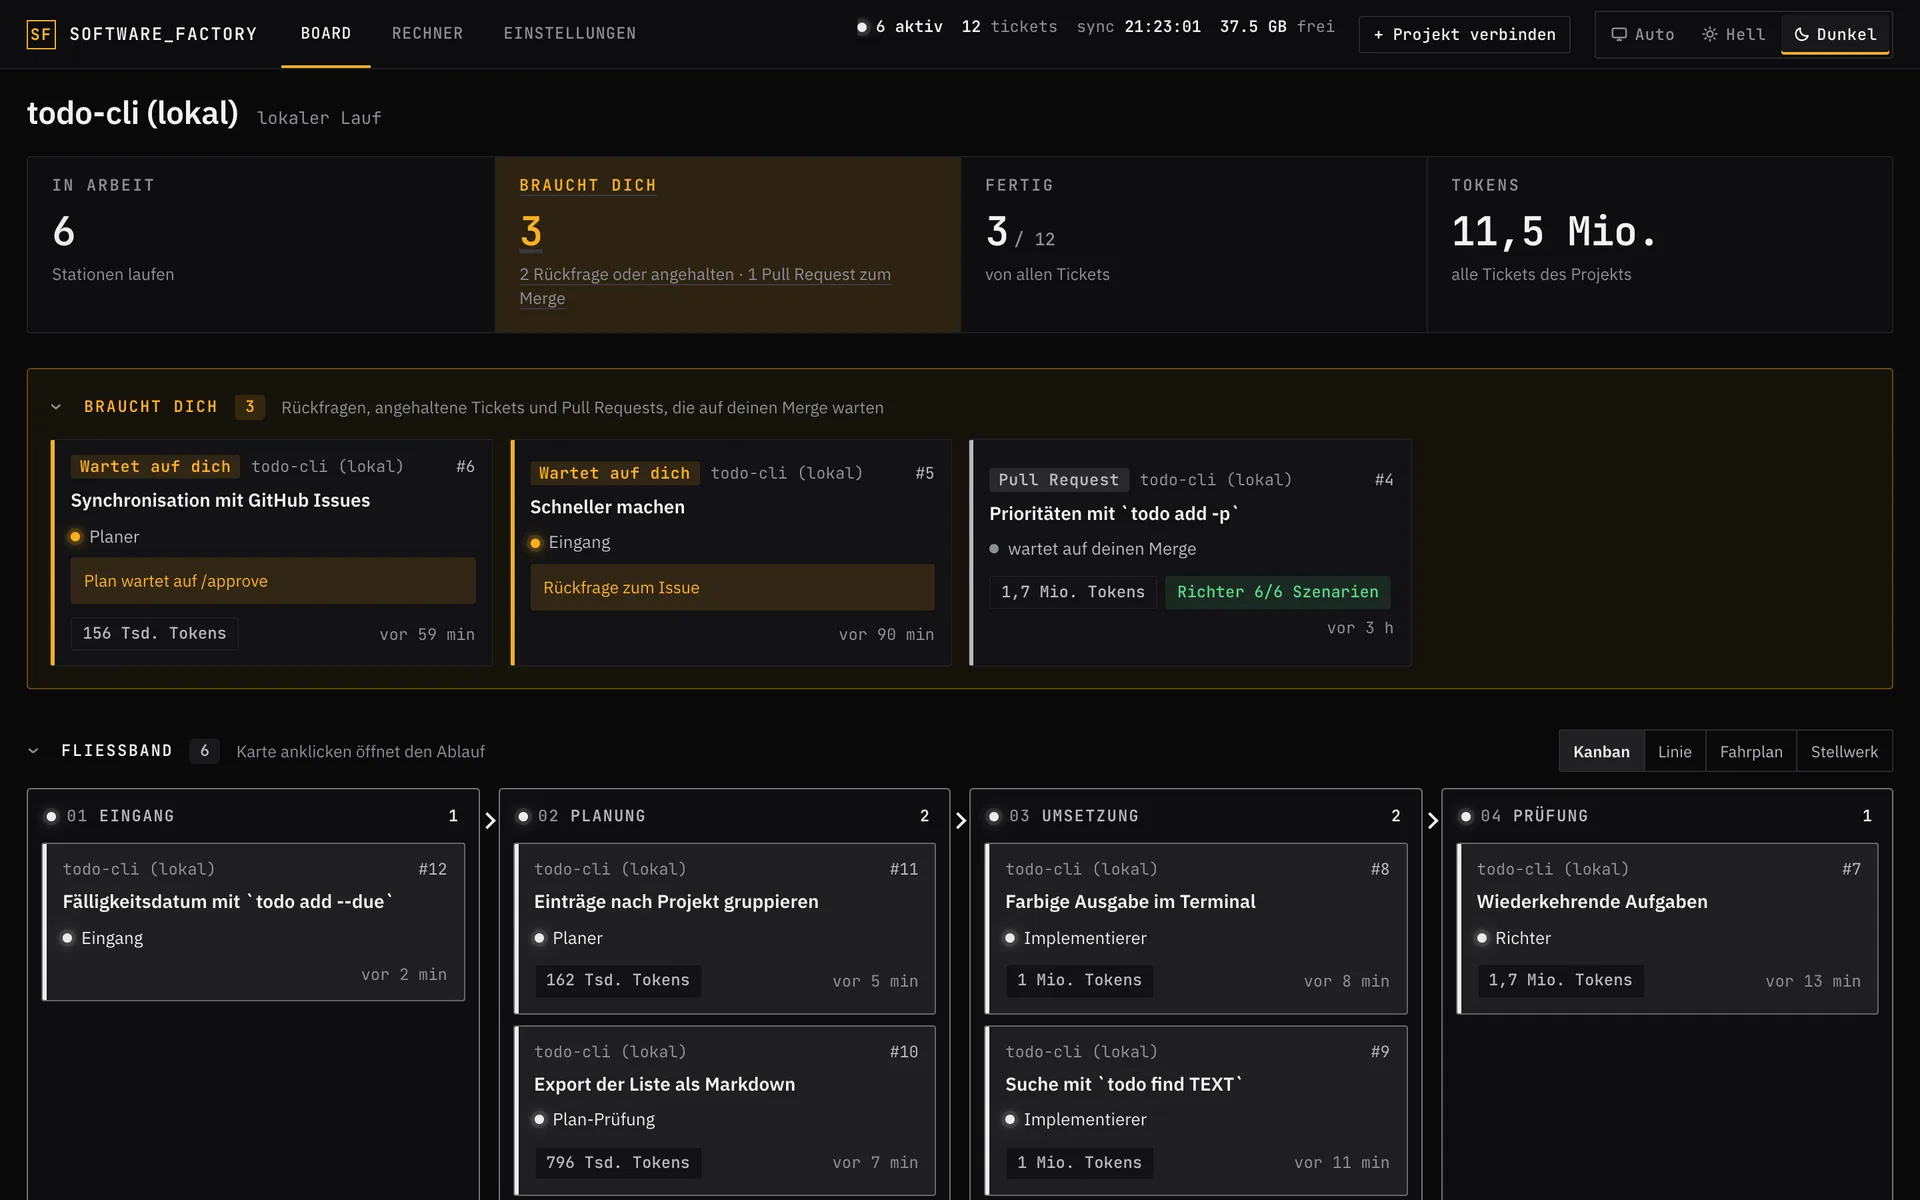 SF SOFTWARE_FACTORY BOARD RECHNER EINSTELLUNGEN 6 aktiv 12 tickets sync 21:23:01 37.5 GB frei + Projekt verbinden Auto Hell Dunkel
todo-cli (lokal) lokaler Lauf
IN ARBEIT
6
Stationen laufen
BRAUCHT DICH
3
2 Rückfrage oder angehalten · 1 Pull Request zum
Merge
FERTIG
3 / 12
von allen Tickets
TOKENS
11,5 Mio.
alle Tickets des Projekts
BRAUCHT DICH 3 Rückfragen, angehaltene Tickets und Pull Requests, die auf deinen Merge warten
Wartet auf dich todo-cli (lokal) #6
Synchronisation mit GitHub Issues
Planer
Plan wartet auf /approve
156 Tsd. Tokens vor 59 min
Wartet auf dich todo-cli (lokal) #5
Schneller machen
Eingang
Rückfrage zum Issue
vor 90 min
Pull Request todo-cli (lokal) #4
Prioritäten mit `todo add -p`
wartet auf deinen Merge
1,7 Mio. Tokens Richter 6/6 Szenarien
vor 3 h
FLIESSBAND 6 Karte anklicken öffnet den Ablauf Kanban Linie Fahrplan Stellwerk
01 EINGANG 1
todo-cli (lokal) #12
Fälligkeitsdatum mit `todo add --due`
Eingang
vor 2 min
02 PLANUNG 2
todo-cli (lokal) #11
Einträge nach Projekt gruppieren
Planer
162 Tsd. Tokens vor 5 min
todo-cli (lokal) #10
Export der Liste als Markdown
Plan-Prüfung
796 Tsd. Tokens vor 7 min
03 UMSETZUNG 2
todo-cli (lokal) #8
Farbige Ausgabe im Terminal
Implementierer
1 Mio. Tokens vor 8 min
todo-cli (lokal) #9
Suche mit `todo find TEXT`
Implementierer
1 Mio. Tokens vor 11 min
04 PRÜFUNG 1
todo-cli (lokal) #7
Wiederkehrende Aufgaben
Richter
1,7 Mio. Tokens vor 13 min